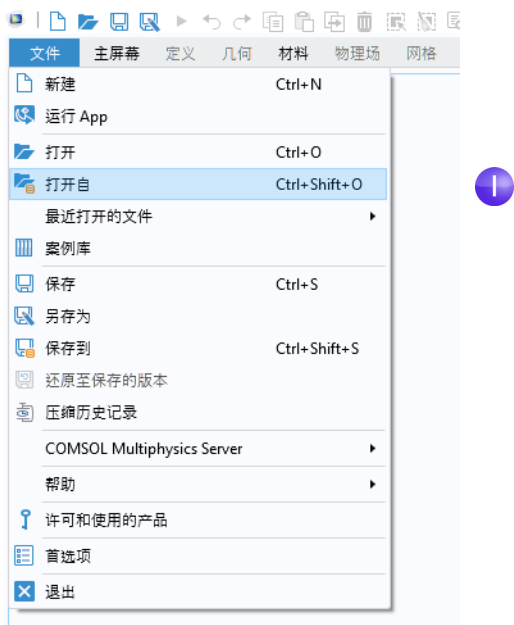 文件 主屏幕 定义 几何 材料 物理场 网格
新建 Ctrl+N
运行 App
打开 Ctrl+O
打开自 Ctrl+Shift+O
最近打开的文件
案例库
保存 Ctrl+S
另存为
保存到 Ctrl+Shift+S
还原至保存的版本
压缩历史记录
COMSOL Multiphysics Server
帮助
许可和使用的产品
首选项
退出